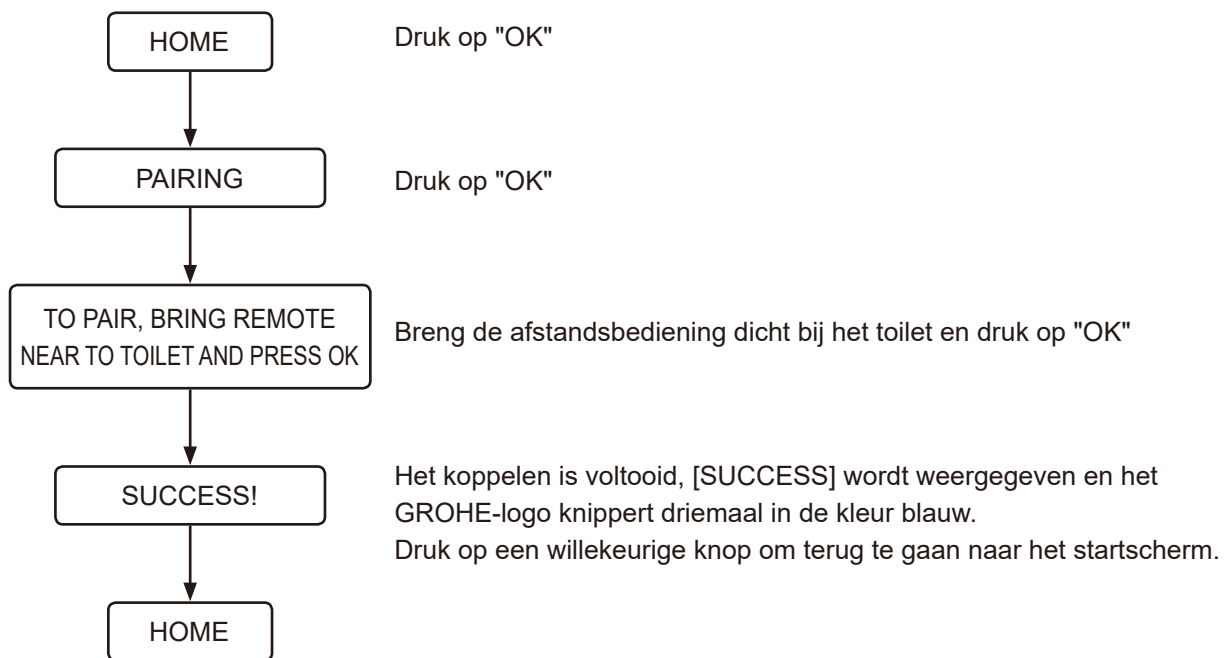 HOME
Druk op "OK"
PAIRING
Druk op "OK"
TO PAIR, BRING REMOTE
NEAR TO TOILET AND PRESS OK
Breng de afstandsbediening dicht bij het toilet en druk op "OK"
SUCCESS!
Het koppelen is voltooid, [SUCCESS] wordt weergegeven en het
GROHE-logo knippert driemaal in de kleur blauw.
Druk op een willekeurige knop om terug te gaan naar het startscherm.
HOME